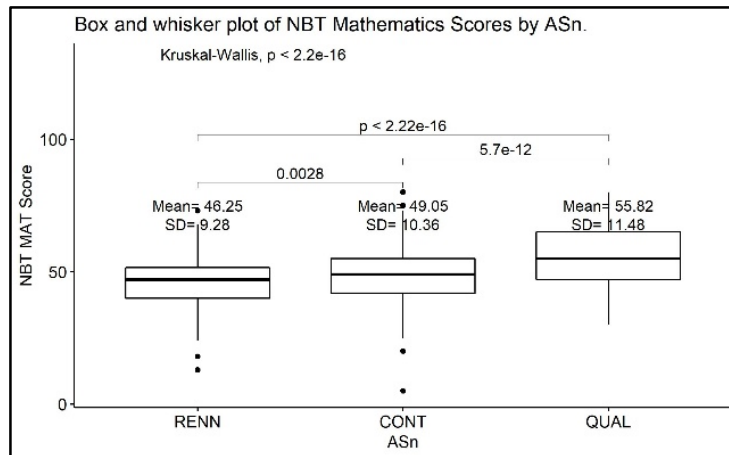 Box and whisker plot of NBT Mathematics Scores by ASn.
Kruskal-Wallis, p < 2.2e-16
p < 2.22e-16
5.7e-12
0.0028
Mean= 46.25
SD= 9.28
Mean= 49.05
SD= 10.36
Mean= 55.82
SD= 11.48
NBT MAT Score
100
50
0
RENN CONT QUAL
ASn